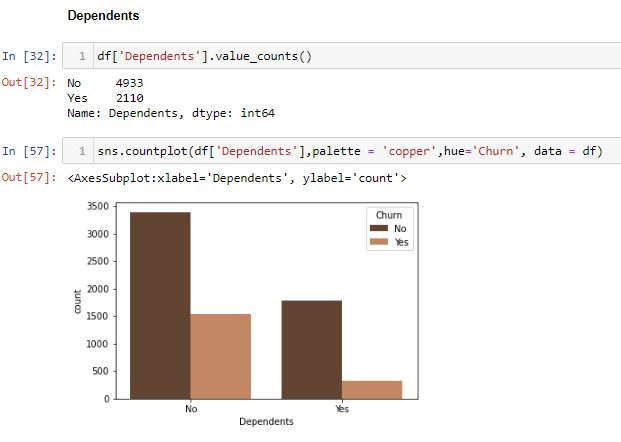 Dependents
In [32]: 1 df['Dependents'].value_counts()
Out[32]: No 4933
Yes 2110
Name: Dependents, dtype: int64
In [57]: 1 sns.countplot(df['Dependents'],palette = 'copper',hue='Churn', data = df)
Out[57]: <AxesSubplot:xlabel='Dependents', ylabel='count'>
3500
3000
2500
2000
1500
1000
500
0
count
Churn
No
Yes
No Yes
Dependents